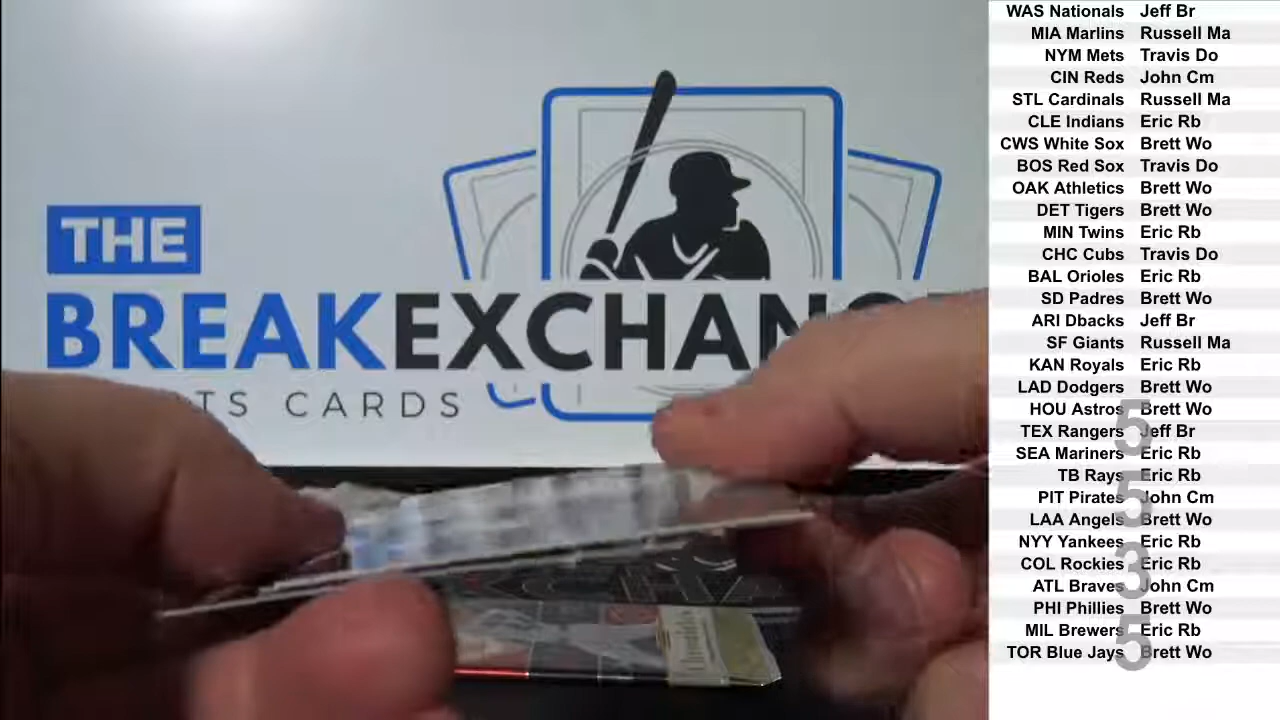 THE
BREAKEXCHAN
TS CARDS
WAS Nationals Jeff Br
MIA Marlins Russell Ma
NYM Mets Travis Do
CIN Reds John Cm
STL Cardinals Russell Ma
CLE Indians Eric Rb
CWS White Sox Brett Wo
BOS Red Sox Travis Do
OAK Athletics Brett Wo
DET Tigers Brett Wo
MIN Twins Eric Rb
CHC Cubs Travis Do
BAL Orioles Eric Rb
SD Padres Brett Wo
ARI Dbacks Jeff Br
SF Giants Russell Ma
KAN Royals Eric Rb
LAD Dodgers Brett Wo
HOU Astros Brett Wo
TEX Rangers Jeff Br
SEA Mariners Eric Rb
TB Rays Eric Rb
PIT Pirates John Cm
LAA Angels Brett Wo
NYY Yankees Eric Rb
COL Rockies Eric Rb
ATL Braves John Cm
PHI Phillies Brett Wo
MIL Brewers Eric Rb
TOR Blue Jays Brett Wo
5
5
3
5